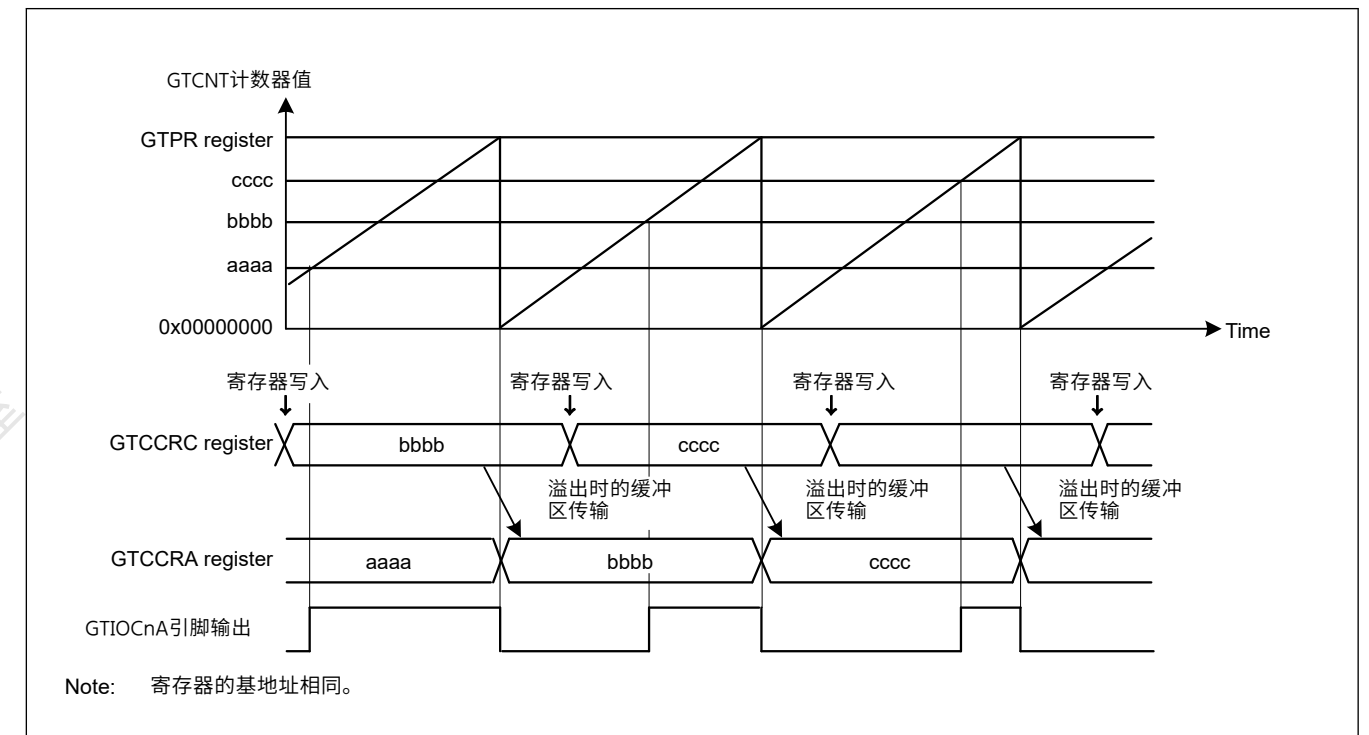 GTCNT计数器值
GTPR register
cccc
bbbb
aaaa
0x00000000
Time
寄存器写入 寄存器写入 寄存器写入 寄存器写入
GTCCRC register bbbb cccc
溢出时的缓冲 溢出时的缓冲 溢出时的缓冲
区传输 区传输 区传输
GTCCRA register aaaa bbbb cccc
GTIOCnA引脚输出
Note: 寄存器的基地址相同。